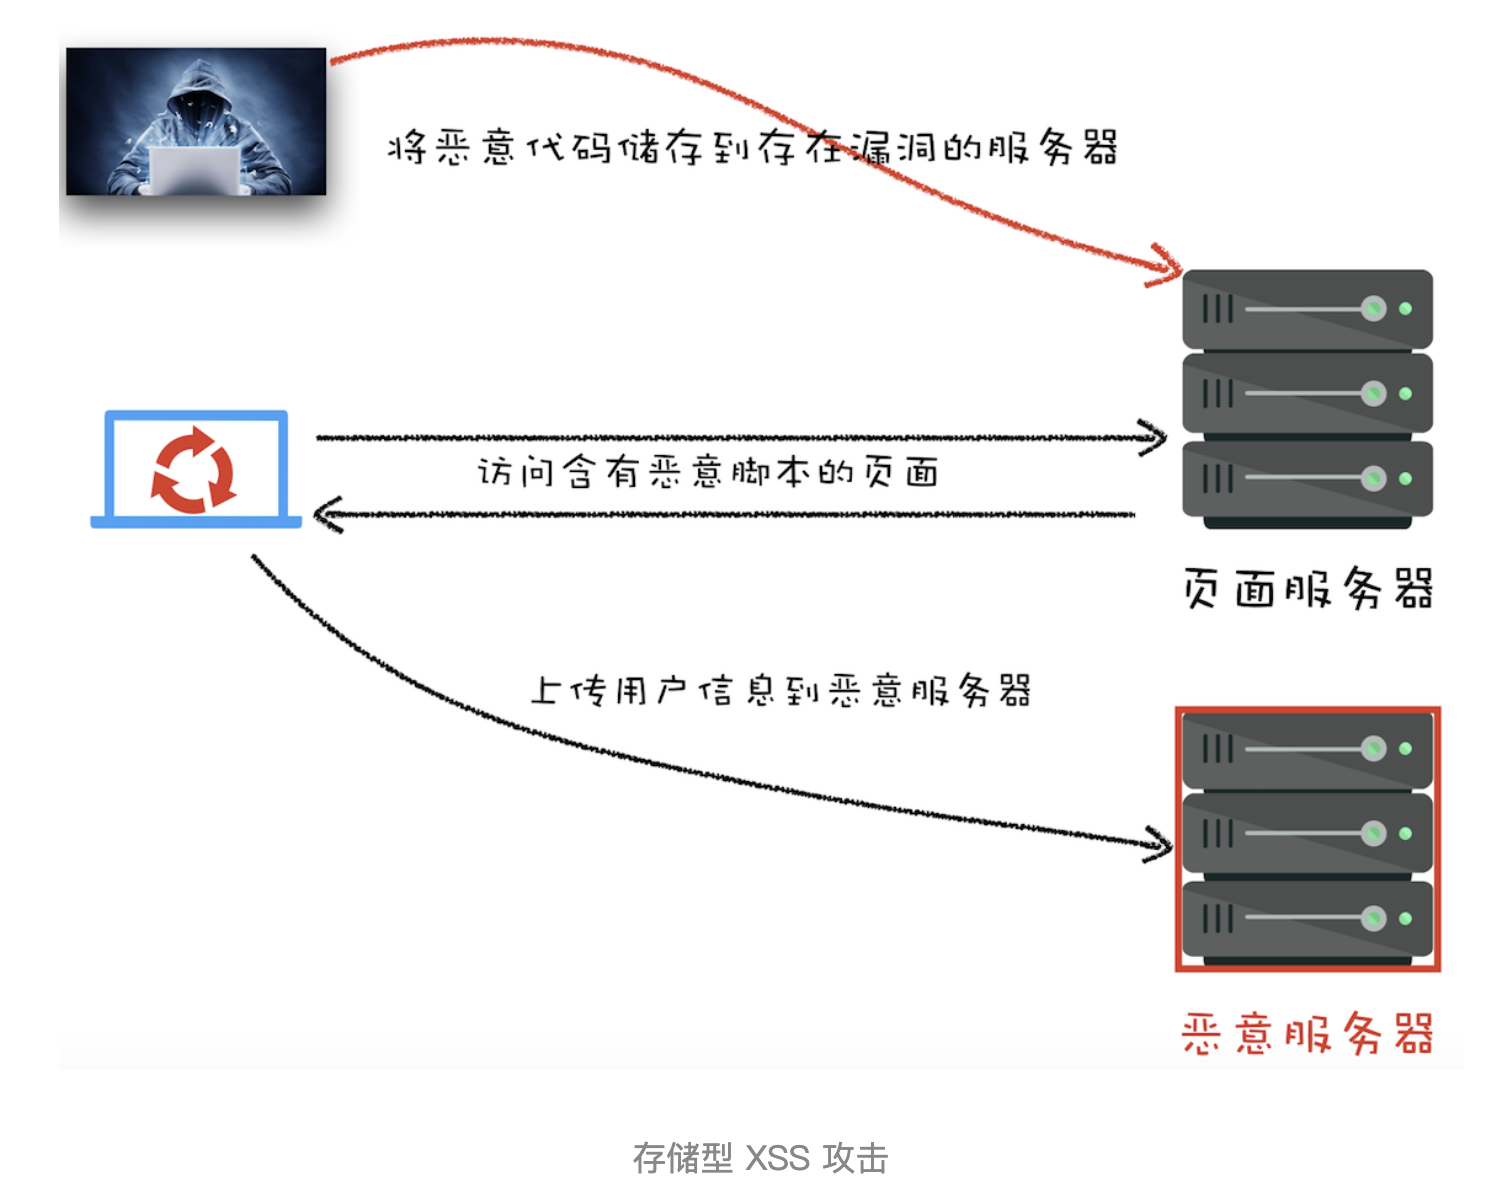 将恶意代码储存到存在漏洞的服务器
访问含有恶意脚本的页面
页面服务器
上传用户信息到恶意服务器
恶意服务器
存储型 XSS 攻击